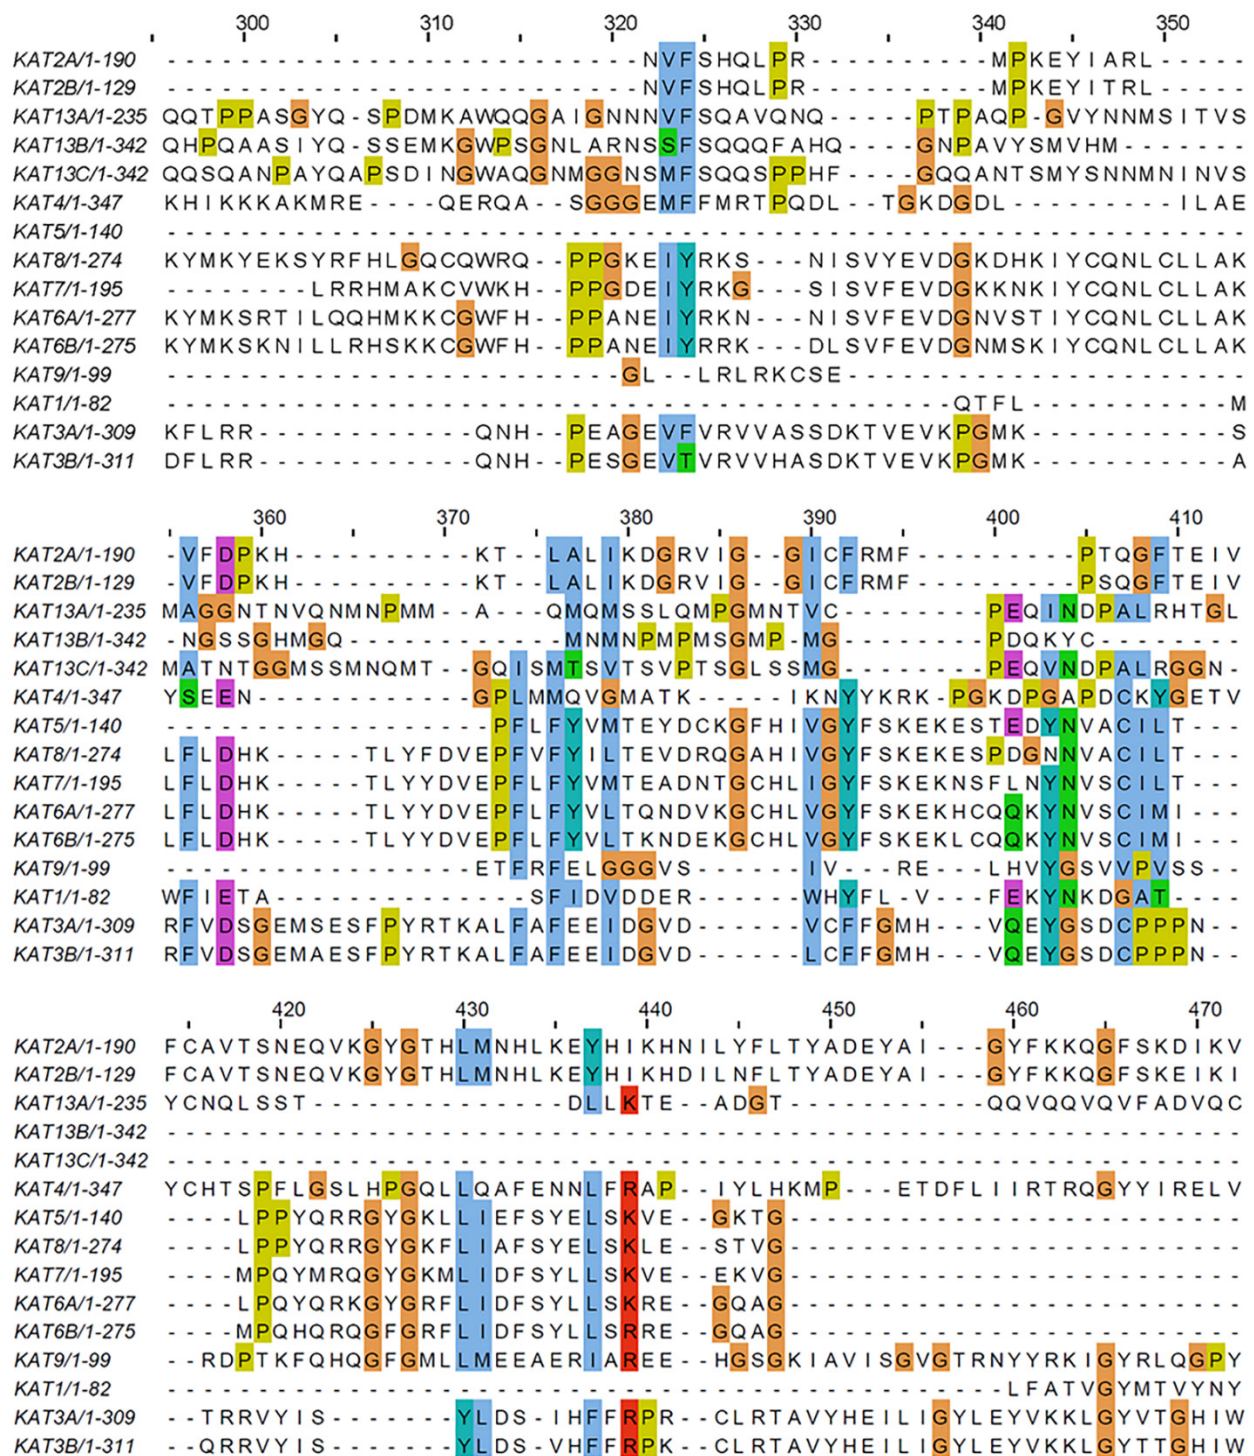 300 310 320 330 340 350
KAT2A/1-190 - - - - - - - - - - - - - - - - - - - - - - - - - - NVFSHQLPR - - - - - - - - - - MPKEYIARL - - - -
KAT2B/1-129 - - - - - - - - - - - - - - - - - - - - - - - - - - NVFSHQLPR - - - - - - - - - - MPKEYITRL - - - -
KAT13A/1-235 QQTPPASGYQ-SPDMKAWQQGAIGNNNVFSQAVQNQ-----PTPAQP-GVYNNMSITVS
KAT13B/1-342 QHPQAASIYQ-SSEMKGWPSGNLARNSSFSQQQFAHQ----GNPAVYSMVHM-------
KAT13C/1-342 QQSQANPAYQAPSDINGWAQGNMGGNSMFSQQSPPHF----GQQANTSMYSNNMNINVS
KAT4/1-347 KHIKKKAKMRE----QERQA--SGGGEMFFMRTPQDL--TGKDGDL---------ILAE
KAT5/1-140 -----------------------------------------------------------
KAT8/1-274 KYMKYEKSYRFHLGQCQWRQ--PPGKEIYRKS---NISVYEVDGKDHKIYCQNLCLLAK
KAT7/1-195 --------LRRHMAKCVWKH--PPGDEIYRKG---SISVFEVDGKKNKIYCQNLCLLAK
KAT6A/1-277 KYMKSRTILQQHMKKCGWFH--PPANEIYRKN---NISVFEVDGNVSTIYCQNLCLLAK
KAT6B/1-275 KYMKSKNILLRHSKKCGWFH--PPANEIYRRK---DLSVFEVDGNMSKIYCQNLCLLAK
KAT9/1-99 -------------------------GL--LRLRKCSE----------------------
KAT1/1-82 -------------------------------------------QTFL-----------M
KAT3A/1-309 KFLRR------------QNH--PEAGEVFVRVVASSDKTVEVKPGMK-----------S
KAT3B/1-311 DFLRR------------QNH--PESGEVTVRVVHASDKTVEVKPGMK-----------A
360 370 380 390 400 410
KAT2A/1-190 -VFDPKH----------KT--LALIKDGRVIG--GICFRMF---------PTQGFTEIV
KAT2B/1-129 -VFDPKH----------KT--LALIKDGRVIG--GICFRMF---------PSQGFTEIV
KAT13A/1-235 MAGGNTNVQNMNPMM--A---QMQMSSLQMPGMNTVC--------PEQINDPALRHTGL
KAT13B/1-342 -NGSSGHMGQ------------MNMNPMPMSGMP-MG--------PDQKYC--------
KAT13C/1-342 MATNTGGMSSMNQMT--GQISMTSVTSVPTSGLSSMG--------PEQVNDPALRGGN-
KAT4/1-347 YSEEN------------GPLMMQVGMATK-----IKNYYKRK-PGKDPGAPDCKYGETV
KAT5/1-140 ------------------PFLFYVMTEYDCKGFHIVGYFSKEKESTEDYNVACILT---
KAT8/1-274 LFLDHK-----TLYFDVEPFVFYILTEVDRQGAHIVGYFSKEKESPDGNNVACILT---
KAT7/1-195 LFLDHK-----TLYYDVEPFLFYVMTEADNTGCHLIGYFSKEKNSFLNYNVSCILT---
KAT6A/1-277 LFLDHK-----TLYYDVEPFLFYVLTQNDVKGCHLVGYFSKEKHCQQKYNVSCIMI---
KAT6B/1-275 LFLDHK-----TLYYDVEPFLFYVLTKNDEKGCHLVGYFSKEKLCQQKYNVSCIMI---
KAT9/1-99 -----------------ETFRFELGGGVS-----IV---RE---LHVYGSVVPVSS--
KAT1/1-82 WFIETA--------------SFIDVDDER------WHYFL-V---FEKYNKDGAT----
KAT3A/1-309 RFVDSGEMSESFPYRTKALFAFEEIDGVD------VCFFGMH---VQEYGSDCPPPN--
KAT3B/1-311 RFVDSGEMAESFPYRTKALFAFEEIDGVD------LCFFGMH---VQEYGSDCPPPN--
420 430 440 450 460 470
KAT2A/1-190 FCAVTSNEQVKGYGTHLMNHLKEYHIKHNILYFLTYADEYAI---GYFKKQGFSKDIKV
KAT2B/1-129 FCAVTSNEQVKGYGTHLMNHLKEYHIKHDILNFLTYADEYAI---GYFKKQGFSKEIKI
KAT13A/1-235 YCNQLSST--------------DLLKTE--ADGT-----------QQVQQVQVFADVQC
KAT13B/1-342 -----------------------------------------------------------
KAT13C/1-342 -----------------------------------------------------------
KAT4/1-347 YCHTSPFLGSLHPGQLLQAFENNLFRAP--IYLHKMP---ETDFLIIRTRQGYYIRELV
KAT5/1-140 ----LPPYQRRGYGKLLIEFSYELSKVE--GKTG-------------------------
KAT8/1-274 ----LPPYQRRGYGKFLIAFSYELSKLE--STVG-------------------------
KAT7/1-195 ----MPQYMRQGYGKMLIDFSYLLSKVE--EKVG-------------------------
KAT6A/1-277 ----LPQYQRKGYGRFLIDFSYLLSKRE--GQAG-------------------------
KAT6B/1-275 ----MPQHQRQGFGRFLIDFSYLLSRRE--GQAG-------------------------
KAT9/1-99 --RDPTKFQHQGFGMLLMEEAERIAREE--HGSGKIAVISGVGTRNYYRKIGYRLQGPY
KAT1/1-82 ----------------------------------------------LFATVGYMTVYNY
KAT3A/1-309 --TRRVYIS-------YLDS-IHFFRPR--CLRTAVYHEILIGYLEYVKKLGYVTGHIW
KAT3B/1-311 --QRRVYIS-------YLDS-VHFFRPK--CLRTAVYHEILIGYLEYVKKLGYTTGHIW